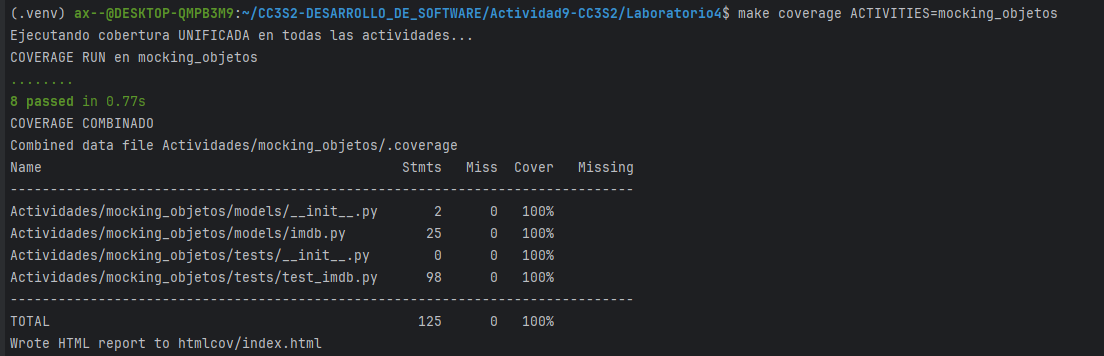 (.venv) ax--@DESKTOP-QMPB3M9:~/CC3S2-DESARROLLO_DE_SOFTWARE/Actividad9-CC3S2/Laboratorio4$ make coverage ACTIVITIES=mocking_objetos
Ejecutando cobertura UNIFICADA en todas las actividades...
COVERAGE RUN en mocking_objetos
........
8 passed in 0.77s
COVERAGE COMBINADO
Combined data file Actividades/mocking_objetos/.coverage
Name                                             Stmts   Miss  Cover   Missing
------------------------------------------------------------------------------
Actividades/mocking_objetos/models/__init__.py       2      0   100%
Actividades/mocking_objetos/models/imdb.py          25      0   100%
Actividades/mocking_objetos/tests/__init__.py        0      0   100%
Actividades/mocking_objetos/tests/test_imdb.py      98      0   100%
------------------------------------------------------------------------------
TOTAL                                              125      0   100%
Wrote HTML report to htmlcov/index.html